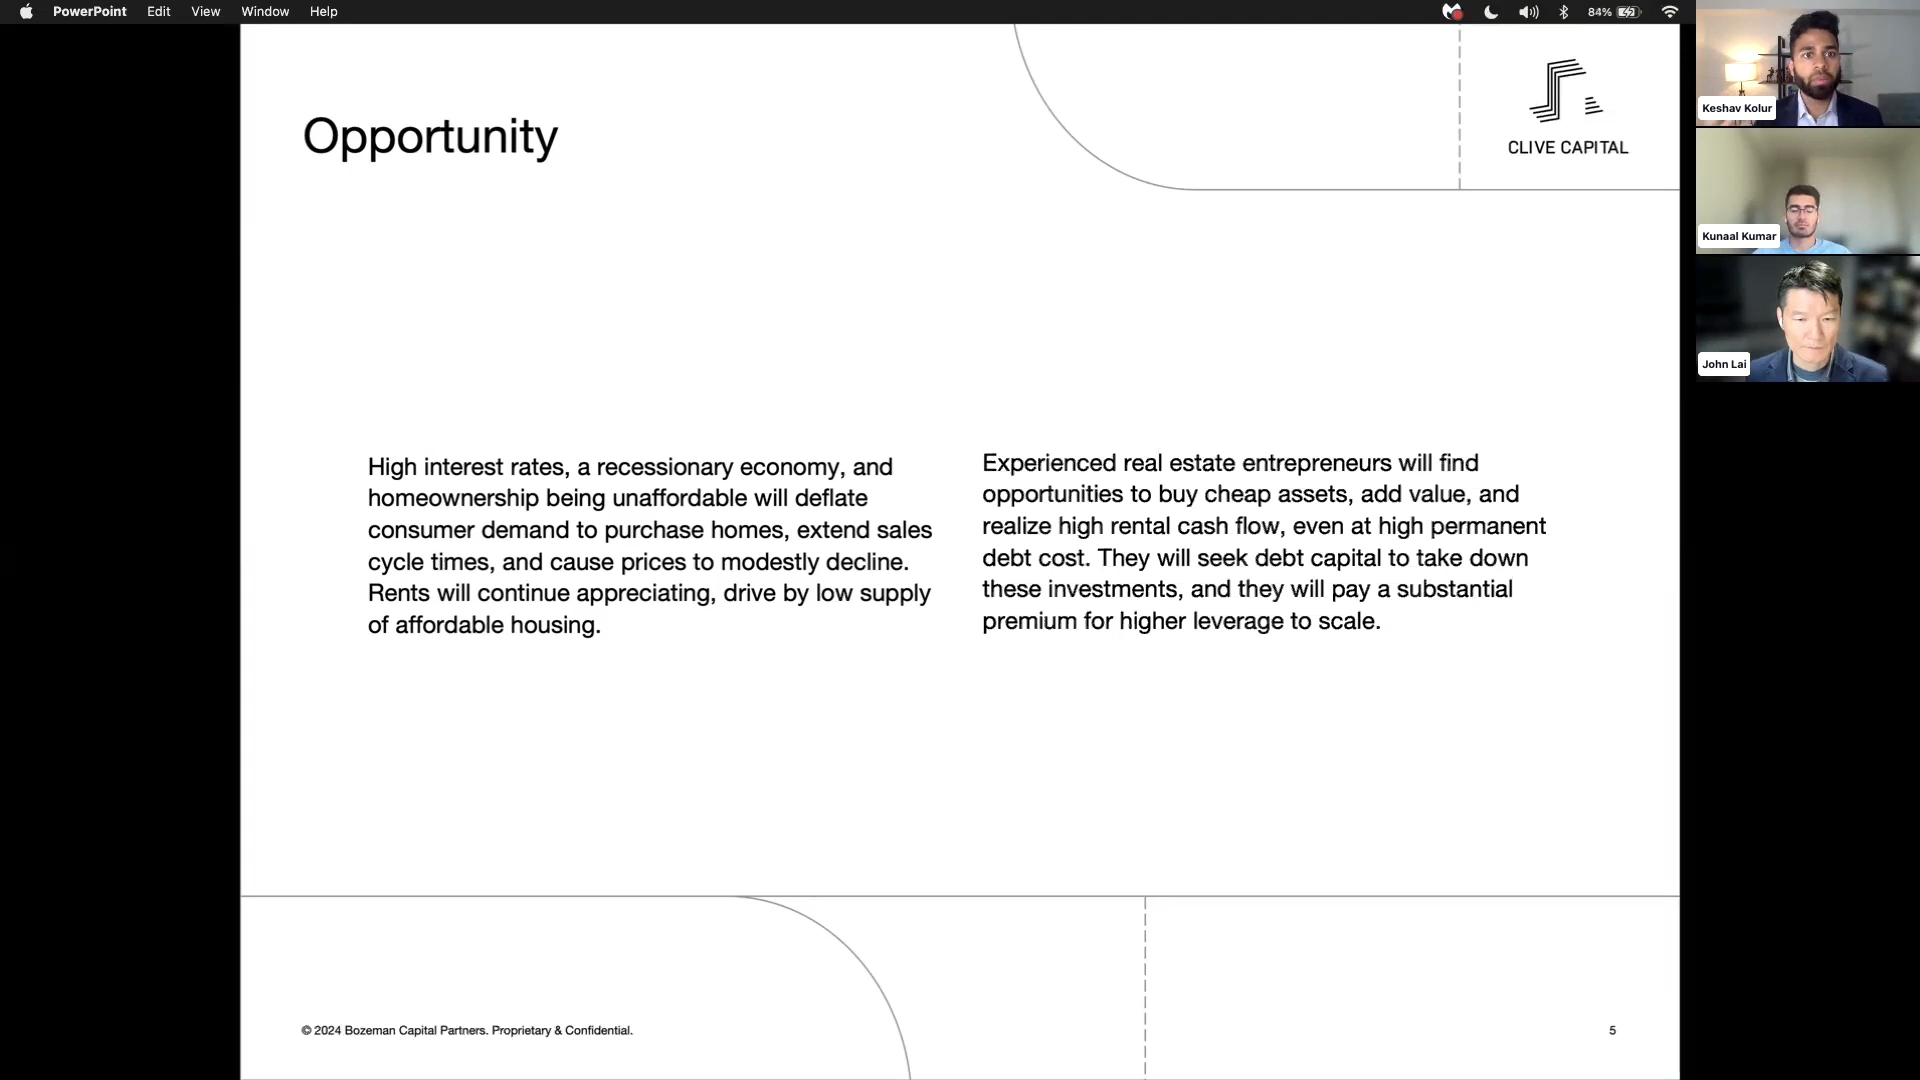 PowerPoint Edit View Window Help 84%
Opportunity
CLIVE CAPITAL
Keshav Kolur
Kunaal Kumar
John Lai
High interest rates, a recessionary economy, and
homeownership being unaffordable will deflate
consumer demand to purchase homes, extend sales
cycle times, and cause prices to modestly decline.
Rents will continue appreciating, drive by low supply
of affordable housing.
Experienced real estate entrepreneurs will find
opportunities to buy cheap assets, add value, and
realize high rental cash flow, even at high permanent
debt cost. They will seek debt capital to take down
these investments, and they will pay a substantial
premium for higher leverage to scale.
© 2024 Bozeman Capital Partners. Proprietary & Confidential.
5